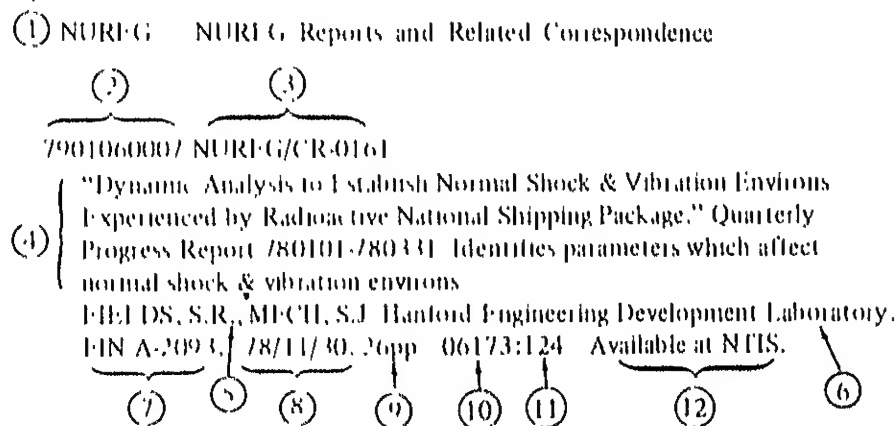 ① NUREG NUREG Reports and Related Correspondence
② ③
7901060007 NUREG/CR-0161
"Dynamic Analysis to Establish Normal Shock & Vibration Environs
Experienced by Radioactive National Shipping Package." Quarterly
④ Progress Report 780101-780331 Identifies parameters which affect
normal shock & vibration environs
FIELDS, S.R., MECH, S.J. Hanford Engineering Development Laboratory.
FIN A-2093. 78/11/30. 26pp 06173:124 Available at NTIS.
⑦ ⑤ ⑧ ⑨ ⑩ ⑪ ⑫ ⑥